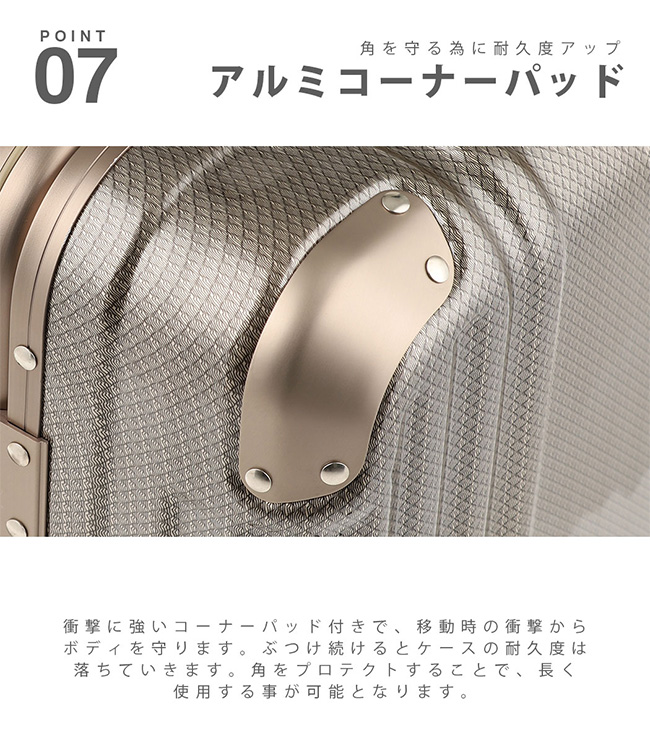 POINT
07
角を守る為に耐久度アップ
アルミコーナーパッド
衝撃に強いコーナーパッド付きで、移動時の衝撃から
ボディを守ります。ぶつけ続けるとケースの耐久度は
落ちていきます。角をプロテクトすることで、長く
使用する事が可能となります。